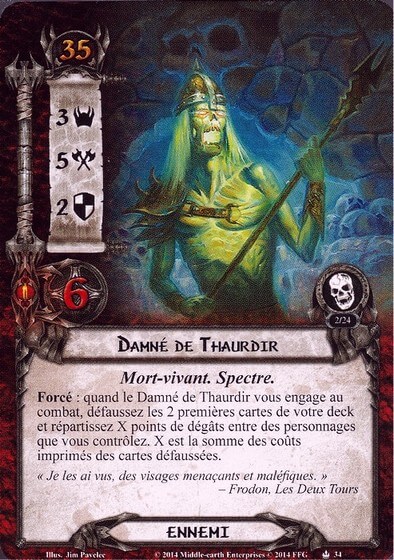 35
3
5
2
6
2/24
Damné de Thaurdir
Mort-vivant. Spectre.
Forcé : quand le Damné de Thaurdir vous engage au
combat, défaussez les 2 premières cartes de votre deck
et répartissez X points de dégâts entre des personnages
que vous contrôlez. X est la somme des coûts
imprimés des cartes défaussées.
« Je les ai vus, des visages menaçants et maléfiques. »
– Frodon, Les Deux Tours
ENNEMI
Illus. Jim Pavelec © 2014 Middle-earth Enterprises © 2014 FFG 34